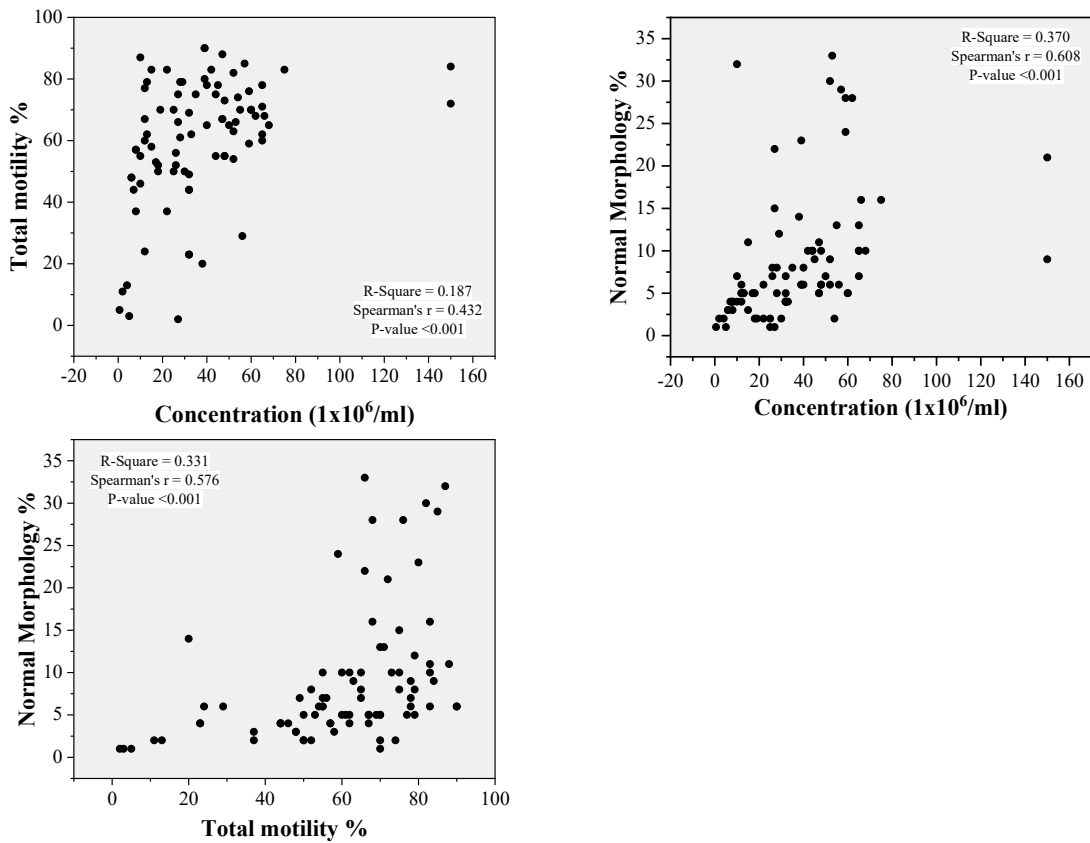 100
80
60
40
20
0
Total motility %
R-Square = 0.187
Spearman's r = 0.432
P-value <0.001
-20 0 20 40 60 80 100 120 140 160
Concentration (1x10⁶/ml)
35
30
25
20
15
10
5
0
Normal Morphology %
R-Square = 0.370
Spearman's r = 0.608
P-value <0.001
-20 0 20 40 60 80 100 120 140 160
Concentration (1x10⁶/ml)
35
30
25
20
15
10
5
0
Normal Morphology %
R-Square = 0.331
Spearman's r = 0.576
P-value <0.001
0 20 40 60 80 100
Total motility %